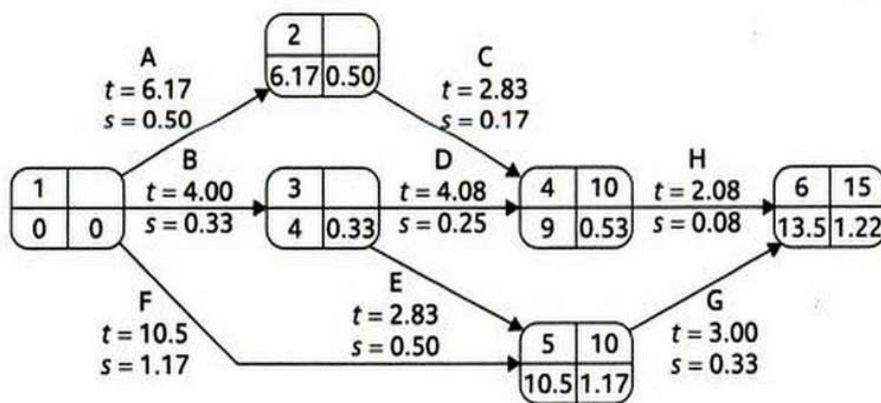 2
6.17 0.50
A
t = 6.17
s = 0.50
C
t = 2.83
s = 0.17
1
0 0
B
t = 4.00
s = 0.33
3
4 0.33
D
t = 4.08
s = 0.25
4 10
9 0.53
H
t = 2.08
s = 0.08
6 15
13.5 1.22
F
t = 10.5
s = 1.17
E
t = 2.83
s = 0.50
5 10
10.5 1.17
G
t = 3.00
s = 0.33